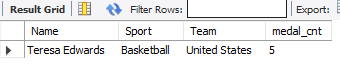 Result Grid Filter Rows: Export:
Name Sport Team medal_cnt
Teresa Edwards Basketball United States 5